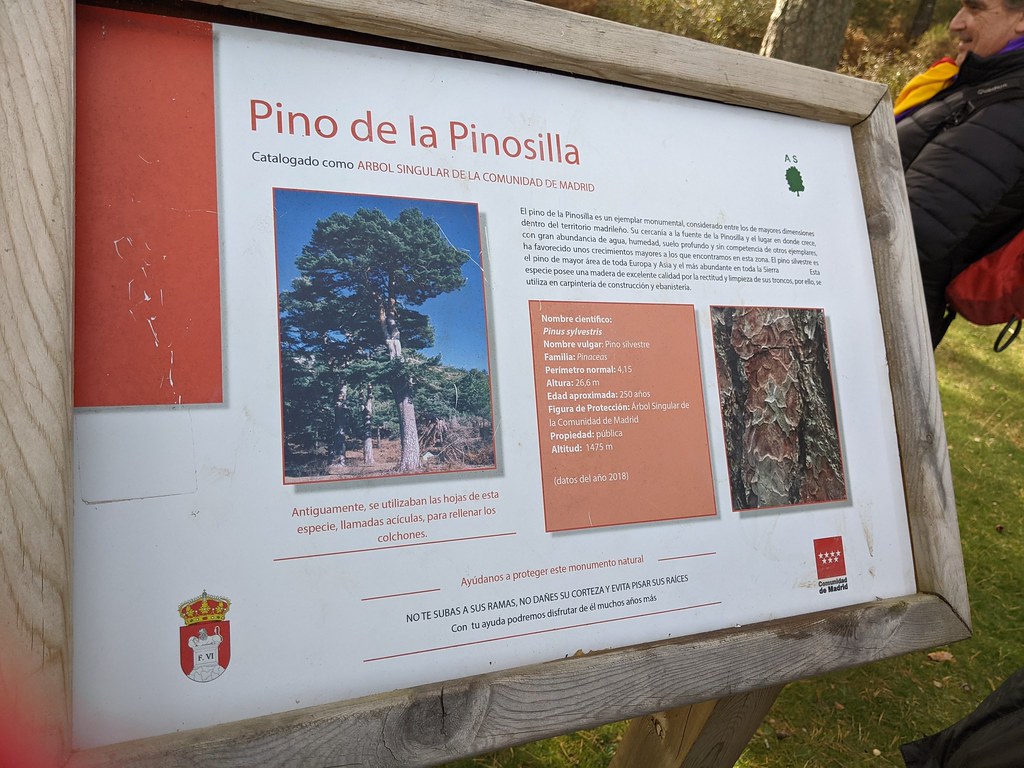 Pino de la Pinosilla
Catalogado como ARBOL SINGULAR DE LA COMUNIDAD DE MADRID
A S
El pino de la Pinosilla es un ejemplar monumental, considerado entre los de mayores dimensiones
dentro del territorio madrileño. Su cercanía a la fuente de la Pinosilla y el lugar en donde crece,
con gran abundancia de agua, humedad, suelo profundo y sin competencia de otros ejemplares,
ha favorecido unos crecimientos mayores a los que encontramos en esta zona. El pino silvestre es
el pino de mayor área de toda Europa y Asia y el más abundante en toda la Sierra Esta
especie posee una madera de excelente calidad por la rectitud y limpieza de sus troncos, por ello, se
utiliza en carpintería de construcción y ebanistería.
Nombre científico:
Pinus sylvestris
Nombre vulgar: Pino silvestre
Familia: Pinaceas
Perimetro normal: 4,15
Altura: 26,6 m
Edad aproximada: 250 años
Figura de Protección: Árbol Singular de
la Comunidad de Madrid
Propiedad: pública
Altitud: 1475 m
(datos del año 2018)
Antiguamente, se utilizaban las hojas de esta
especie, llamadas acículas, para rellenar los
colchones.
Ayúdanos a proteger este monumento natural
NO TE SUBAS A SUS RAMAS, NO DAÑES SU CORTEZA Y EVITA PISAR SUS RAÍCES
Con tu ayuda podremos disfrutar de él muchos años más
F. VI
Comunidad
de Madrid